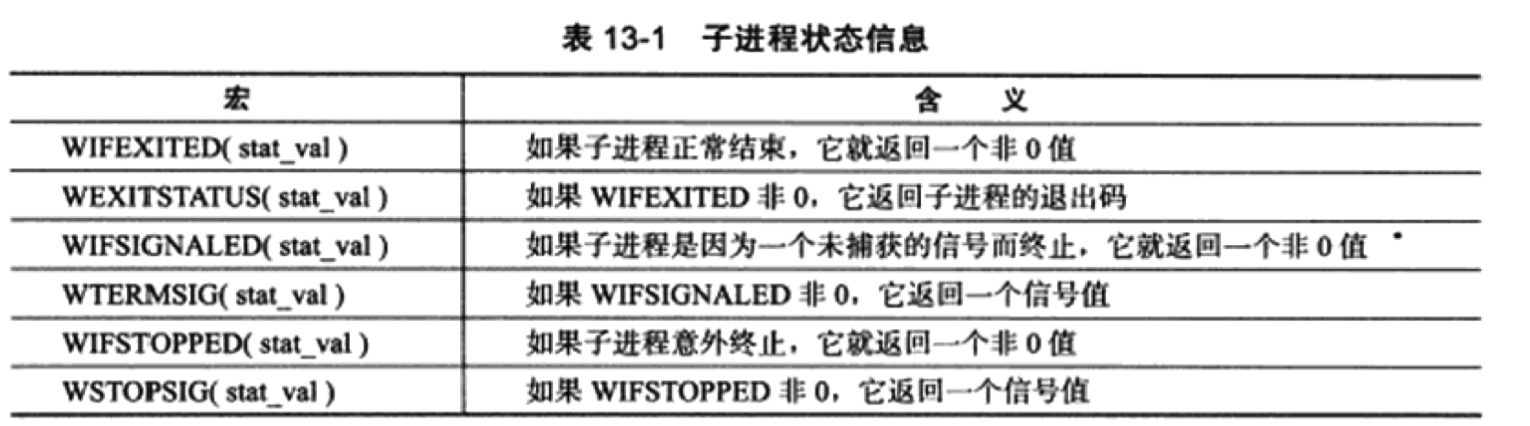 表 13-1 子进程状态信息
宏 含 义
WIFEXITED( stat_val ) 如果子进程正常结束，它就返回一个非 0 值
WEXITSTATUS( stat_val ) 如果 WIFEXITED 非 0，它返回子进程的退出码
WIFSIGNALED( stat_val ) 如果子进程是因为一个未捕获的信号而终止，它就返回一个非 0 值
WTERMSIG( stat_val ) 如果 WIFSIGNALED 非 0，它返回一个信号值
WIFSTOPPED( stat_val ) 如果子进程意外终止，它就返回一个非 0 值
WSTOPSIG( stat_val ) 如果 WIFSTOPPED 非 0，它返回一个信号值